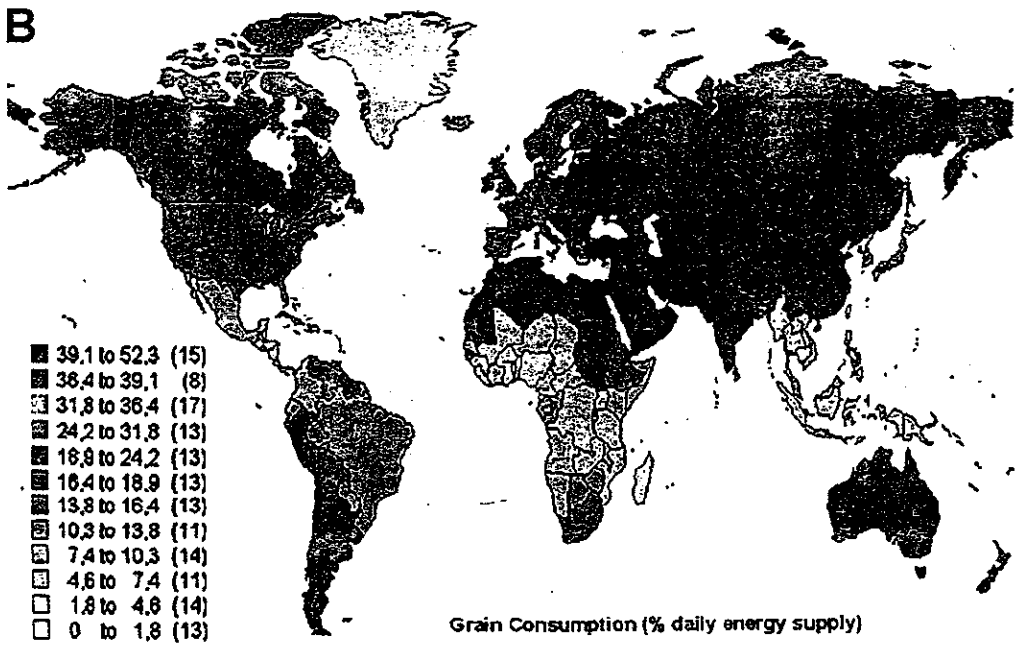 B
39.1 to 52.3 (15)
36.4 to 39.1 (8)
31.8 to 36.4 (17)
24.2 to 31.8 (13)
18.9 to 24.2 (13)
16.4 to 18.9 (13)
13.8 to 16.4 (13)
10.3 to 13.8 (11)
7.4 to 10.3 (14)
4.6 to 7.4 (11)
1.8 to 4.6 (14)
0 to 1.8 (13)
Grain Consumption (% daily energy supply)